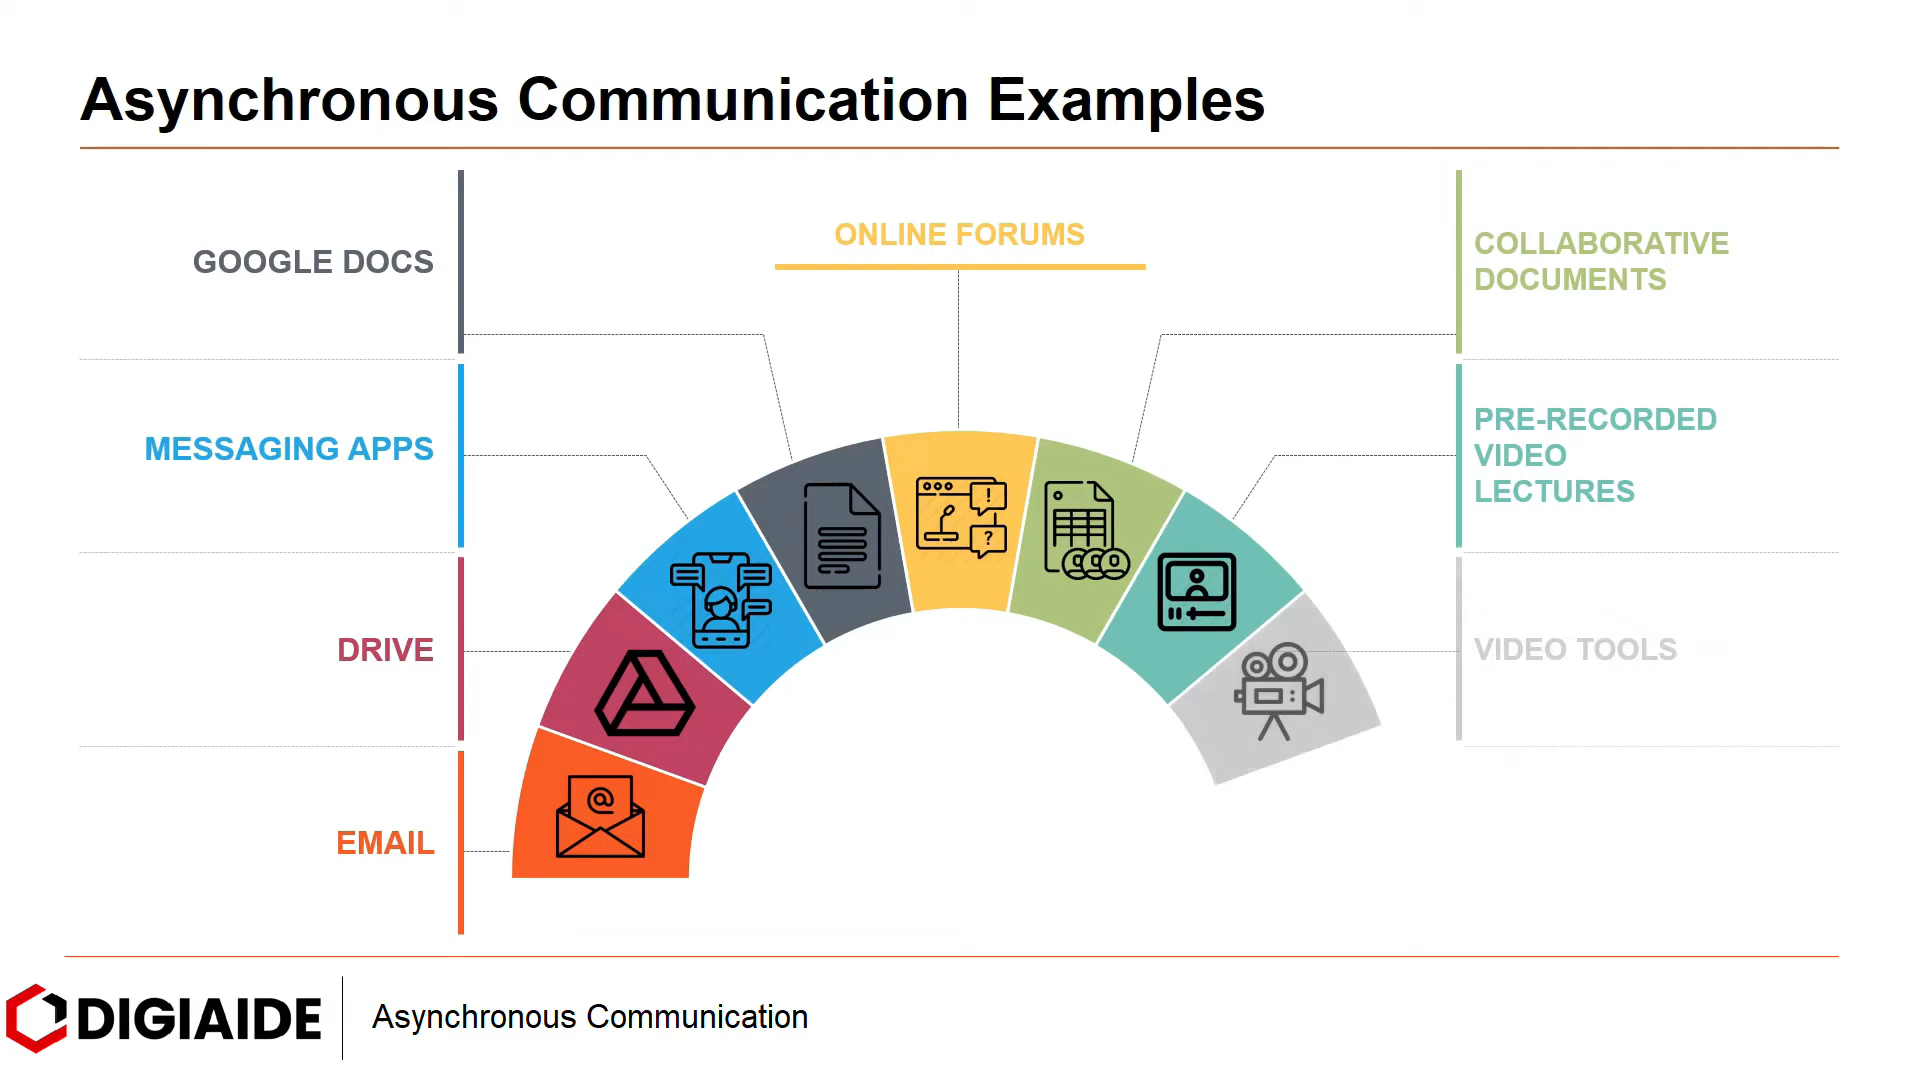 Asynchronous Communication Examples
GOOGLE DOCS
MESSAGING APPS
DRIVE
EMAIL
ONLINE FORUMS
COLLABORATIVE
DOCUMENTS
PRE-RECORDED
VIDEO
LECTURES
VIDEO TOOLS
! 
?
@
DIGIAIDE
Asynchronous Communication